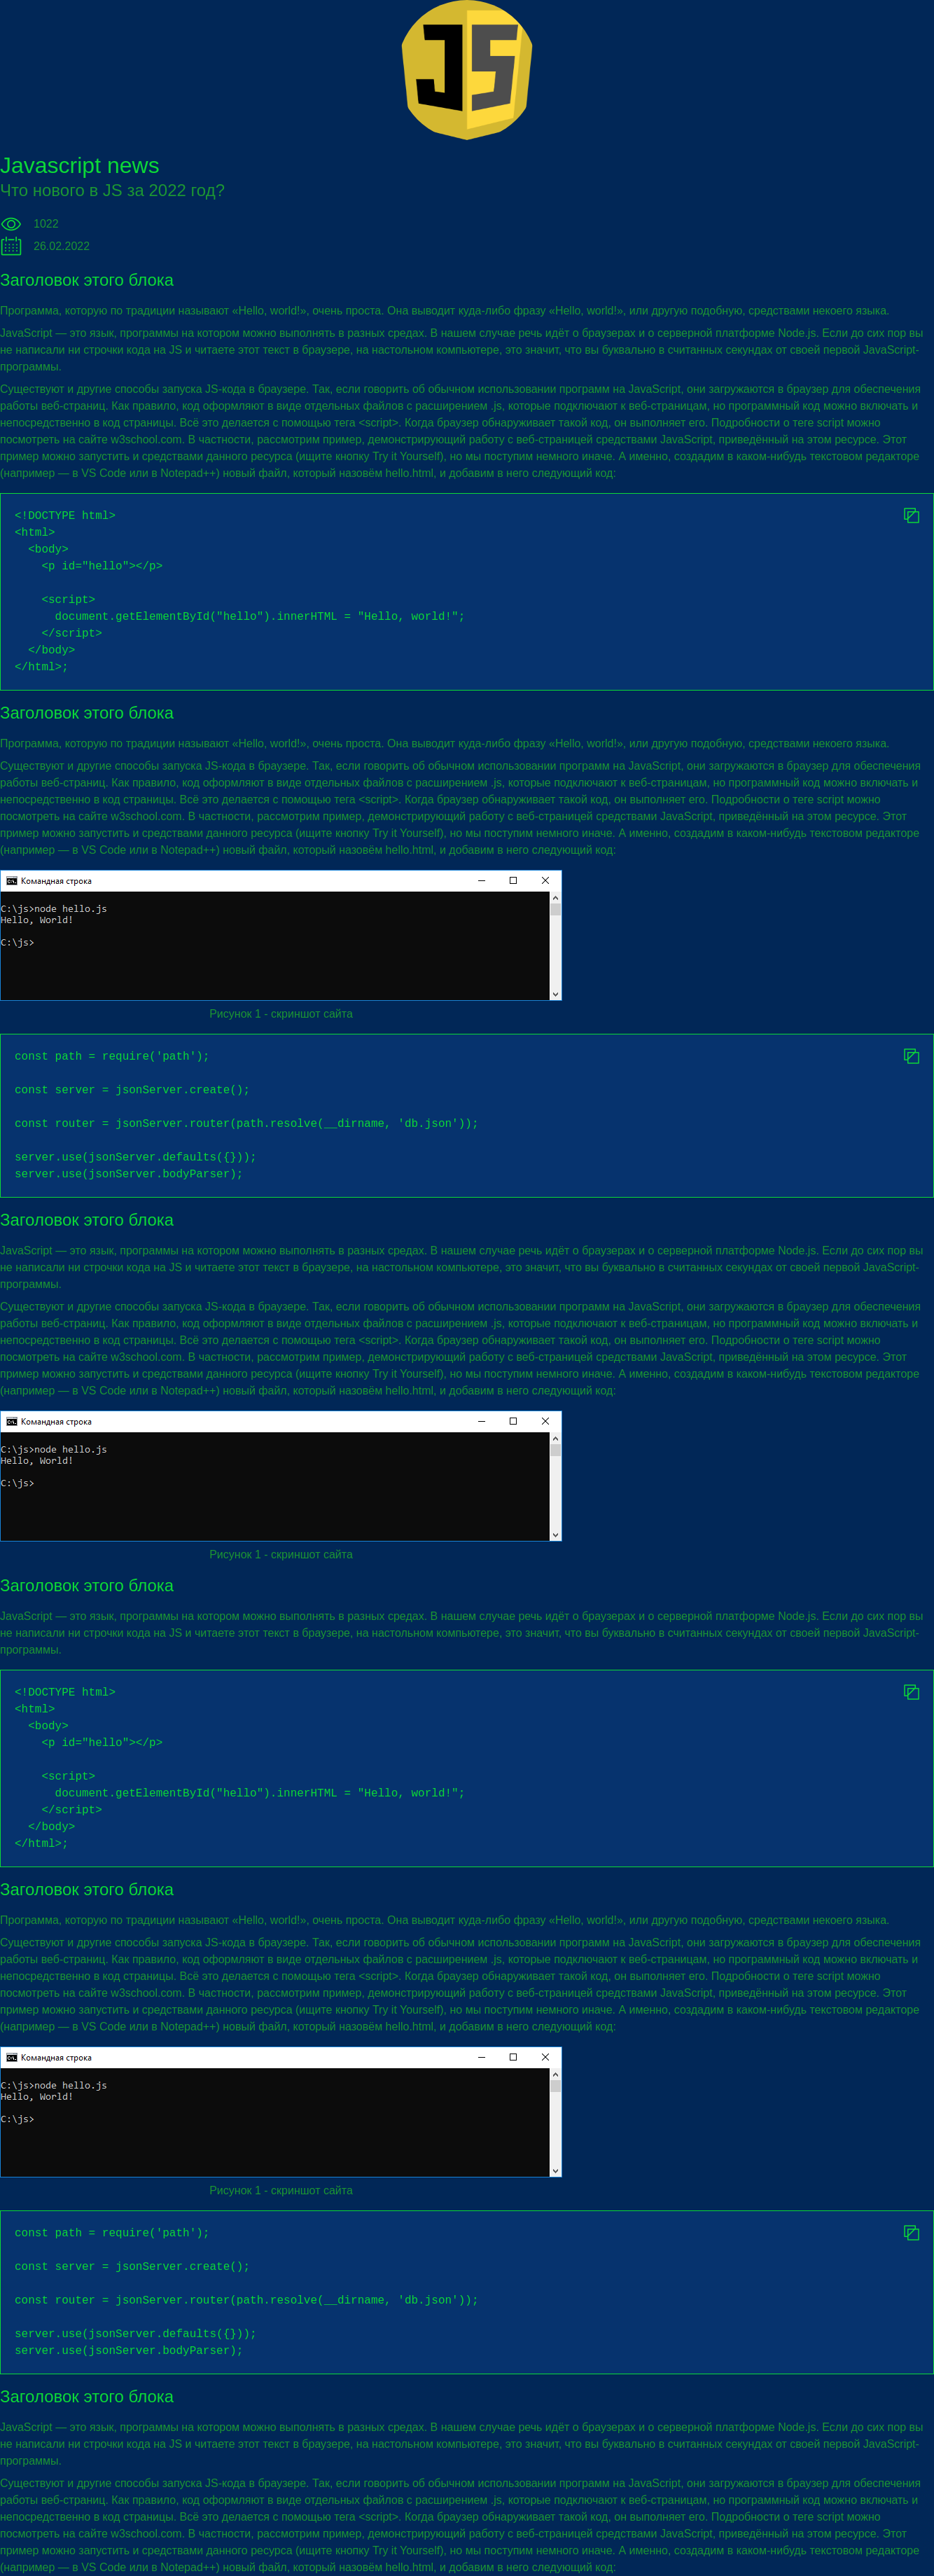 JS
Javascript news
Что нового в JS за 2022 год?
1022
26.02.2022
Заголовок этого блока
Программа, которую по традиции называют «Hello, world!», очень проста. Она выводит куда-либо фразу «Hello, world!», или другую подобную, средствами некоего языка.
JavaScript — это язык, программы на котором можно выполнять в разных средах. В нашем случае речь идёт о браузерах и о серверной платформе Node.js. Если до сих пор вы
не написали ни строчки кода на JS и читаете этот текст в браузере, на настольном компьютере, это значит, что вы буквально в считанных секундах от своей первой JavaScript-
программы.
Существуют и другие способы запуска JS-кода в браузере. Так, если говорить об обычном использовании программ на JavaScript, они загружаются в браузер для обеспечения
работы веб-страниц. Как правило, код оформляют в виде отдельных файлов с расширением .js, которые подключают к веб-страницам, но программный код можно включать и
непосредственно в код страницы. Всё это делается с помощью тега <script>. Когда браузер обнаруживает такой код, он выполняет его. Подробности о теге script можно
посмотреть на сайте w3school.com. В частности, рассмотрим пример, демонстрирующий работу с веб-страницей средствами JavaScript, приведённый на этом ресурсе. Этот
пример можно запустить и средствами данного ресурса (ищите кнопку Try it Yourself), но мы поступим немного иначе. А именно, создадим в каком-нибудь текстовом редакторе
(например — в VS Code или в Notepad++) новый файл, который назовём hello.html, и добавим в него следующий код:
<!DOCTYPE html>
<html>
  <body>
    <p id="hello"></p>

    <script>
      document.getElementById("hello").innerHTML = "Hello, world!";
    </script>
  </body>
</html>;
Заголовок этого блока
Программа, которую по традиции называют «Hello, world!», очень проста. Она выводит куда-либо фразу «Hello, world!», или другую подобную, средствами некоего языка.
Существуют и другие способы запуска JS-кода в браузере. Так, если говорить об обычном использовании программ на JavaScript, они загружаются в браузер для обеспечения
работы веб-страниц. Как правило, код оформляют в виде отдельных файлов с расширением .js, которые подключают к веб-страницам, но программный код можно включать и
непосредственно в код страницы. Всё это делается с помощью тега <script>. Когда браузер обнаруживает такой код, он выполняет его. Подробности о теге script можно
посмотреть на сайте w3school.com. В частности, рассмотрим пример, демонстрирующий работу с веб-страницей средствами JavaScript, приведённый на этом ресурсе. Этот
пример можно запустить и средствами данного ресурса (ищите кнопку Try it Yourself), но мы поступим немного иначе. А именно, создадим в каком-нибудь текстовом редакторе
(например — в VS Code или в Notepad++) новый файл, который назовём hello.html, и добавим в него следующий код:
Командная строка
C:\js>node hello.js
Hello, World!

C:\js>
Рисунок 1 - скриншот сайта
const path = require('path');

const server = jsonServer.create();

const router = jsonServer.router(path.resolve(__dirname, 'db.json'));

server.use(jsonServer.defaults({}));
server.use(jsonServer.bodyParser);
Заголовок этого блока
JavaScript — это язык, программы на котором можно выполнять в разных средах. В нашем случае речь идёт о браузерах и о серверной платформе Node.js. Если до сих пор вы
не написали ни строчки кода на JS и читаете этот текст в браузере, на настольном компьютере, это значит, что вы буквально в считанных секундах от своей первой JavaScript-
программы.
Существуют и другие способы запуска JS-кода в браузере. Так, если говорить об обычном использовании программ на JavaScript, они загружаются в браузер для обеспечения
работы веб-страниц. Как правило, код оформляют в виде отдельных файлов с расширением .js, которые подключают к веб-страницам, но программный код можно включать и
непосредственно в код страницы. Всё это делается с помощью тега <script>. Когда браузер обнаруживает такой код, он выполняет его. Подробности о теге script можно
посмотреть на сайте w3school.com. В частности, рассмотрим пример, демонстрирующий работу с веб-страницей средствами JavaScript, приведённый на этом ресурсе. Этот
пример можно запустить и средствами данного ресурса (ищите кнопку Try it Yourself), но мы поступим немного иначе. А именно, создадим в каком-нибудь текстовом редакторе
(например — в VS Code или в Notepad++) новый файл, который назовём hello.html, и добавим в него следующий код:
Командная строка
C:\js>node hello.js
Hello, World!

C:\js>
Рисунок 1 - скриншот сайта
Заголовок этого блока
JavaScript — это язык, программы на котором можно выполнять в разных средах. В нашем случае речь идёт о браузерах и о серверной платформе Node.js. Если до сих пор вы
не написали ни строчки кода на JS и читаете этот текст в браузере, на настольном компьютере, это значит, что вы буквально в считанных секундах от своей первой JavaScript-
программы.
<!DOCTYPE html>
<html>
  <body>
    <p id="hello"></p>

    <script>
      document.getElementById("hello").innerHTML = "Hello, world!";
    </script>
  </body>
</html>;
Заголовок этого блока
Программа, которую по традиции называют «Hello, world!», очень проста. Она выводит куда-либо фразу «Hello, world!», или другую подобную, средствами некоего языка.
Существуют и другие способы запуска JS-кода в браузере. Так, если говорить об обычном использовании программ на JavaScript, они загружаются в браузер для обеспечения
работы веб-страниц. Как правило, код оформляют в виде отдельных файлов с расширением .js, которые подключают к веб-страницам, но программный код можно включать и
непосредственно в код страницы. Всё это делается с помощью тега <script>. Когда браузер обнаруживает такой код, он выполняет его. Подробности о теге script можно
посмотреть на сайте w3school.com. В частности, рассмотрим пример, демонстрирующий работу с веб-страницей средствами JavaScript, приведённый на этом ресурсе. Этот
пример можно запустить и средствами данного ресурса (ищите кнопку Try it Yourself), но мы поступим немного иначе. А именно, создадим в каком-нибудь текстовом редакторе
(например — в VS Code или в Notepad++) новый файл, который назовём hello.html, и добавим в него следующий код:
Командная строка
C:\js>node hello.js
Hello, World!

C:\js>
Рисунок 1 - скриншот сайта
const path = require('path');

const server = jsonServer.create();

const router = jsonServer.router(path.resolve(__dirname, 'db.json'));

server.use(jsonServer.defaults({}));
server.use(jsonServer.bodyParser);
Заголовок этого блока
JavaScript — это язык, программы на котором можно выполнять в разных средах. В нашем случае речь идёт о браузерах и о серверной платформе Node.js. Если до сих пор вы
не написали ни строчки кода на JS и читаете этот текст в браузере, на настольном компьютере, это значит, что вы буквально в считанных секундах от своей первой JavaScript-
программы.
Существуют и другие способы запуска JS-кода в браузере. Так, если говорить об обычном использовании программ на JavaScript, они загружаются в браузер для обеспечения
работы веб-страниц. Как правило, код оформляют в виде отдельных файлов с расширением .js, которые подключают к веб-страницам, но программный код можно включать и
непосредственно в код страницы. Всё это делается с помощью тега <script>. Когда браузер обнаруживает такой код, он выполняет его. Подробности о теге script можно
посмотреть на сайте w3school.com. В частности, рассмотрим пример, демонстрирующий работу с веб-страницей средствами JavaScript, приведённый на этом ресурсе. Этот
пример можно запустить и средствами данного ресурса (ищите кнопку Try it Yourself), но мы поступим немного иначе. А именно, создадим в каком-нибудь текстовом редакторе
(например — в VS Code или в Notepad++) новый файл, который назовём hello.html, и добавим в него следующий код: